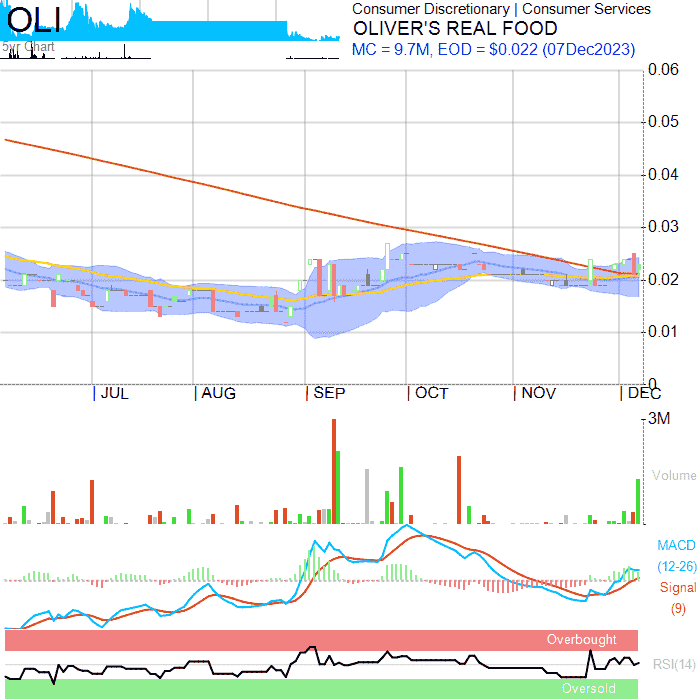 OLI
5yr Chart
Consumer Discretionary | Consumer Services
OLIVER'S REAL FOOD
MC = 9.7M, EOD = $0.022 (07Dec2023)
0.06
0.05
0.04
0.03
0.02
0.01
0
JUL AUG SEP OCT NOV DEC
3M
Volume
MACD
(12-26)
Signal
(9)
Overbought
RSI(14)
Oversold